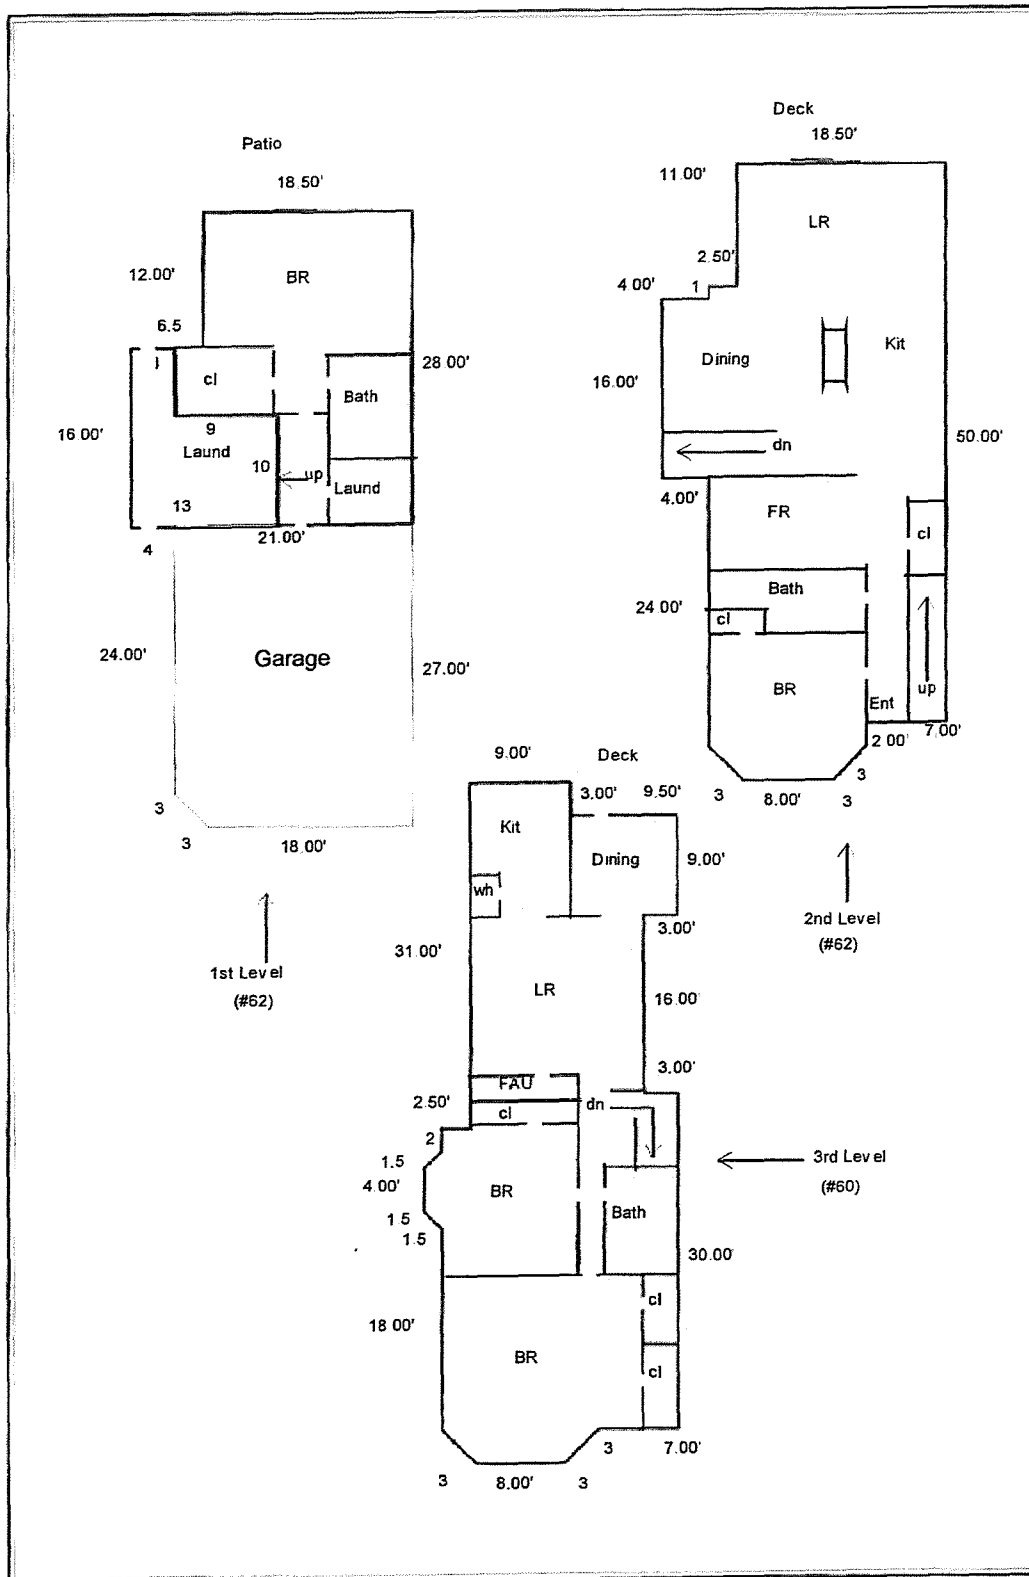 Patio
18.50'
12.00'
BR
6.5
1
cl
28 00'
Bath
16 00'
9
Laund
10
up
Laund
13
21.00'
4
24.00'
Garage
27.00'
3
3
18.00'
1st Level
(#62)
Deck
18.50'
11.00'
LR
2.50'
4 00'
1
Kit
Dining
16.00'
dn
50.00'
4.00'
FR
cl
Bath
24.00'
cl
BR
Ent
up
2 00'
7.00'
3
3
8.00'
3
2nd Level
(#62)
9.00'
Deck
3.00'
9.50'
Kit
Dining
9.00'
wh
3.00'
31.00'
LR
16.00'
3.00'
FAU
2.50'
cl
dn
2
1.5
4.00'
BR
3rd Level
(#60)
1 5
Bath
1.5
30.00'
cl
18 00'
BR
cl
3
7.00'
3
8.00'
3